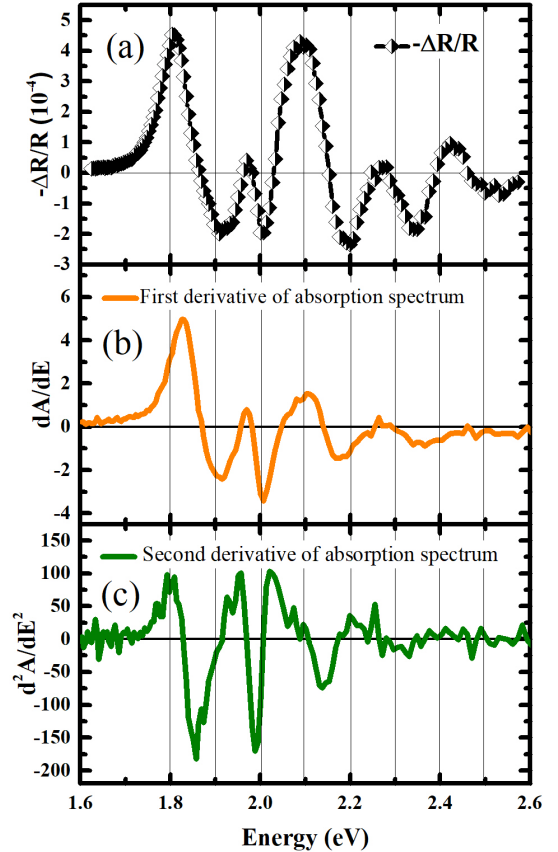 5
(a)
-ΔR/R
4
3
2
1
0
-1
-2
-3
-ΔR/R (10⁻⁴)
First derivative of absorption spectrum
6
(b)
4
2
0
-2
-4
dA/dE
150
Second derivative of absorption spectrum
100
(c)
50
0
-50
-100
-150
-200
d²A/dE²
1.6 1.8 2.0 2.2 2.4 2.6
Energy (eV)